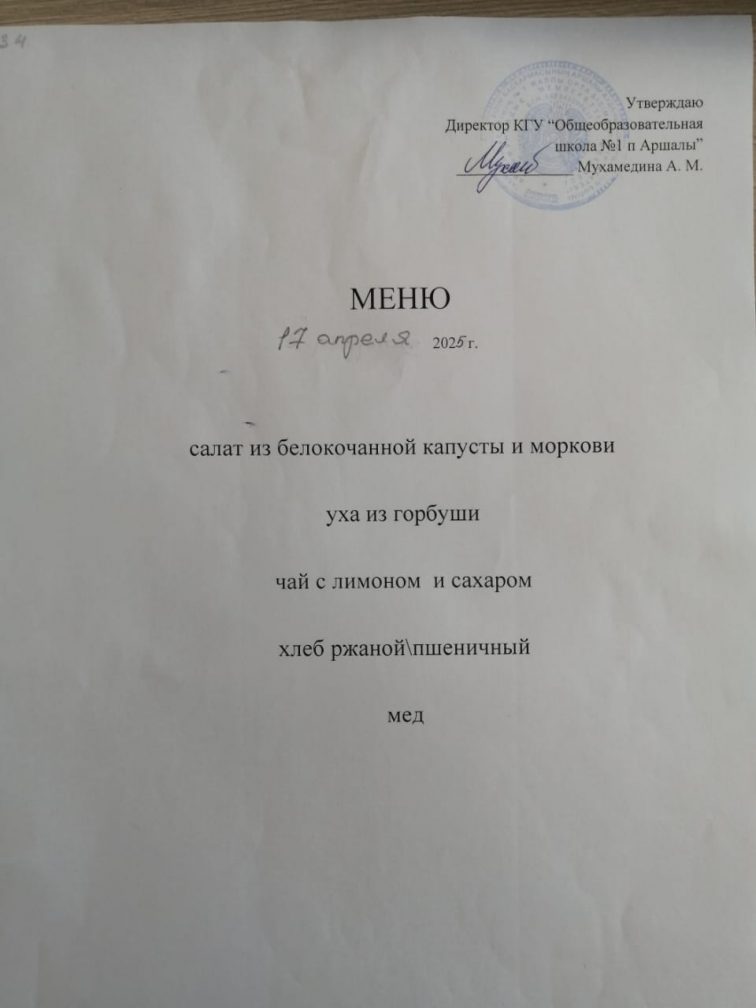 34
Утверждаю
Директор КГУ “Общеобразовательная
школа №1 п Аршалы”
Мухамедина А. М.
МЕНЮ
17 апреля 2025 г.
салат из белокочанной капусты и моркови
уха из горбуши
чай с лимоном и сахаром
хлеб ржаной\пшеничный
мед